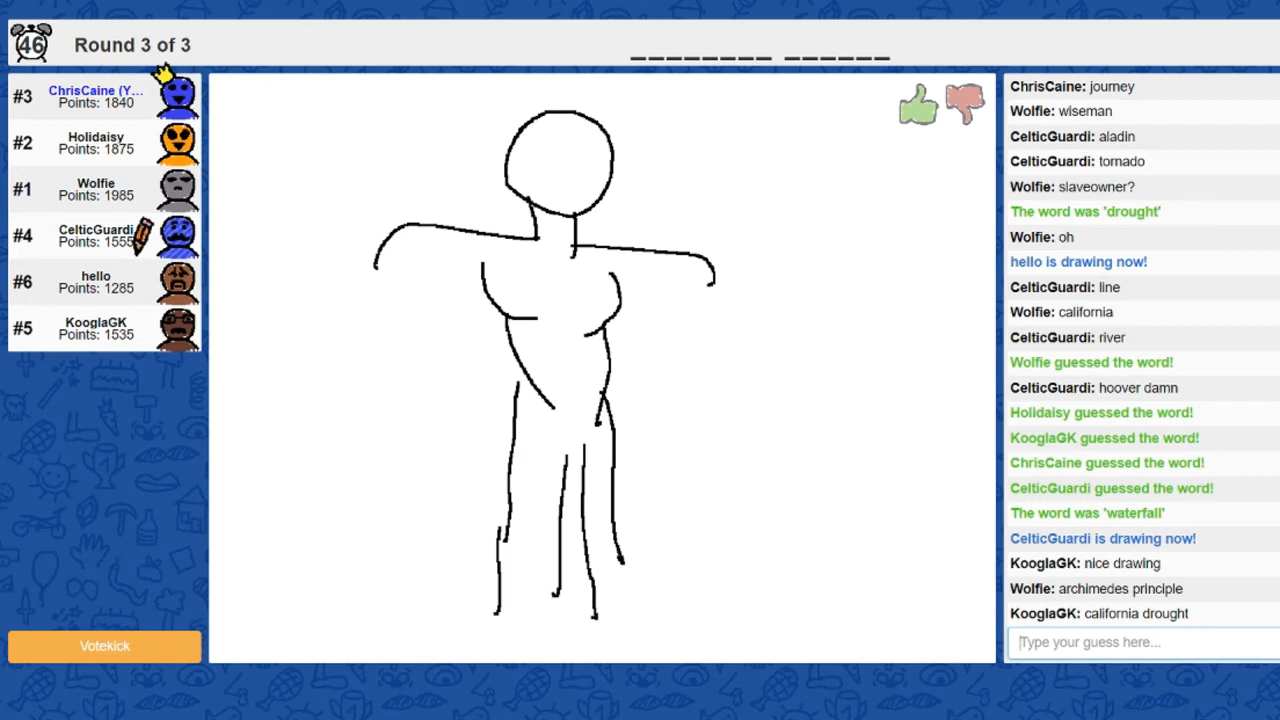 46
Round 3 of 3
________ ______
#3
ChrisCaine (Y...
Points: 1840
#2
Holidaisy
Points: 1875
#1
Wolfie
Points: 1985
#4
CelticGuardi
Points: 1555
#6
hello
Points: 1285
#5
KooglaGK
Points: 1535
Votekick
ChrisCaine: journey
Wolfie: wiseman
CelticGuardi: aladin
CelticGuardi: tornado
Wolfie: slaveowner?
The word was 'drought'
Wolfie: oh
hello is drawing now!
CelticGuardi: line
Wolfie: california
CelticGuardi: river
Wolfie guessed the word!
CelticGuardi: hoover damn
Holidaisy guessed the word!
KooglaGK guessed the word!
ChrisCaine guessed the word!
CelticGuardi guessed the word!
The word was 'waterfall'
CelticGuardi is drawing now!
KooglaGK: nice drawing
Wolfie: archimedes principle
KooglaGK: california drought
Type your guess here...